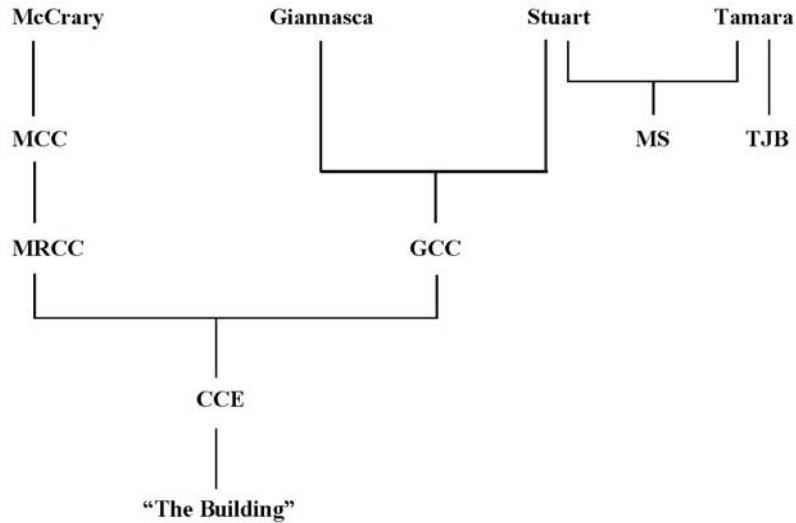 McCrary Giannasca Stuart Tamara
MCC MS TJB
MRCC GCC
CCE
“The Building”